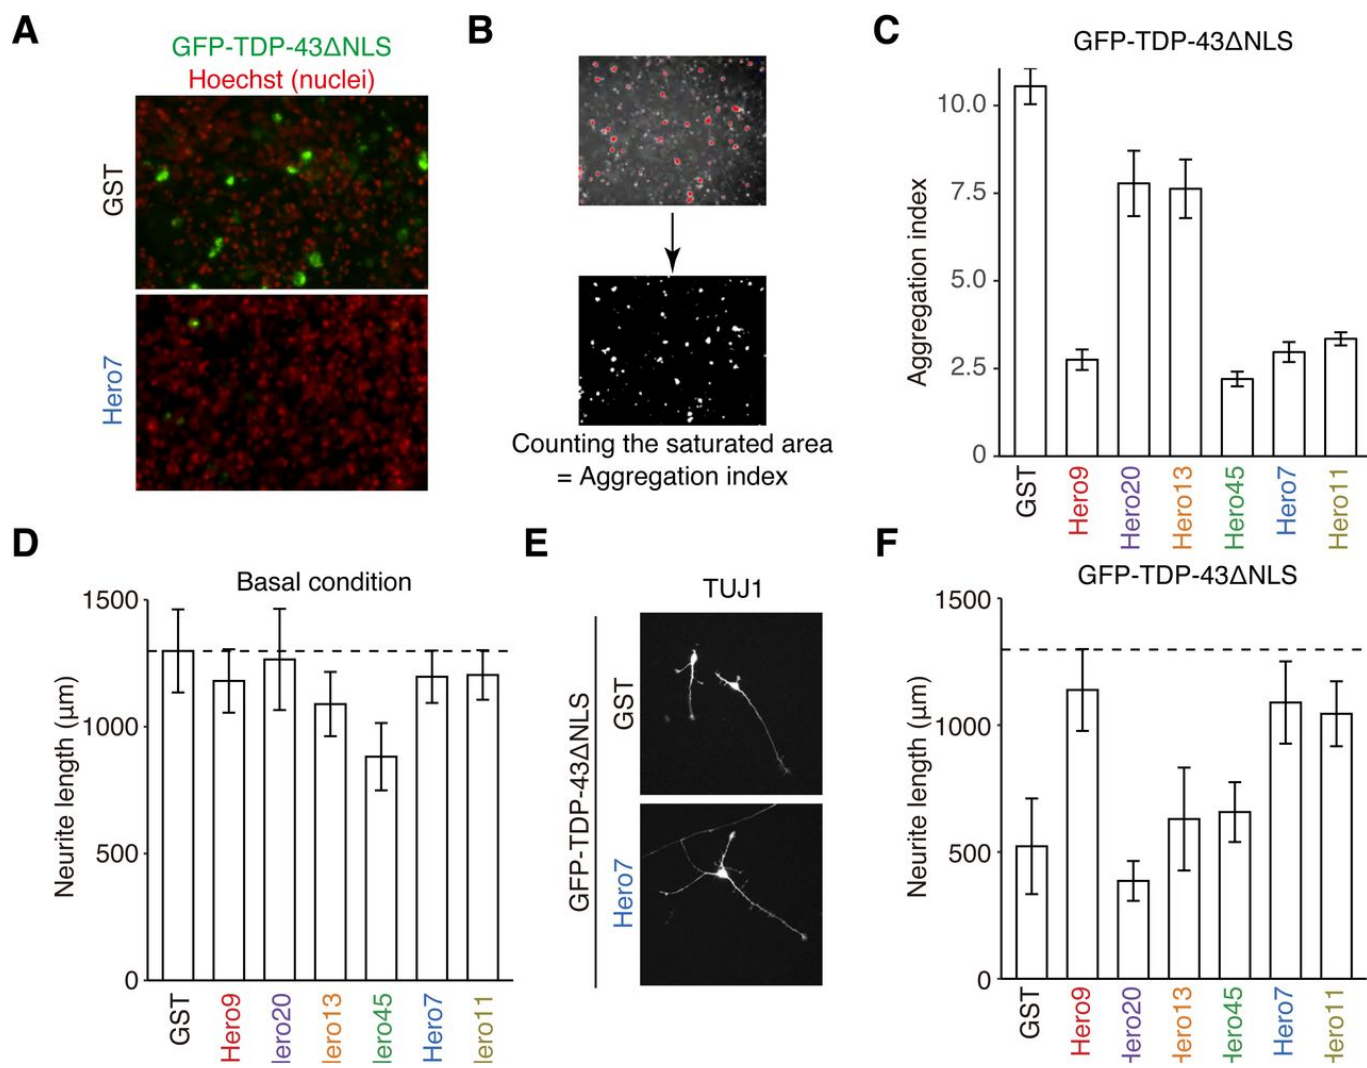 A
GFP-TDP-43ΔNLS
Hoechst (nuclei)
GST
Hero7
B
Counting the saturated area
= Aggregation index
C
GFP-TDP-43ΔNLS
Aggregation index
10.0
7.5
5.0
2.5
0
GST
Hero9
Hero20
Hero13
Hero45
Hero7
Hero11
D
Basal condition
Neurite length (μm)
1500
1000
500
0
GST
Hero9
lero20
lero13
lero45
Hero7
lero11
E
TUJ1
GFP-TDP-43ΔNLS
GST
Hero7
F
GFP-TDP-43ΔNLS
Neurite length (μm)
1500
1000
500
0
GST
Hero9
Hero20
Hero13
Hero45
Hero7
Hero11